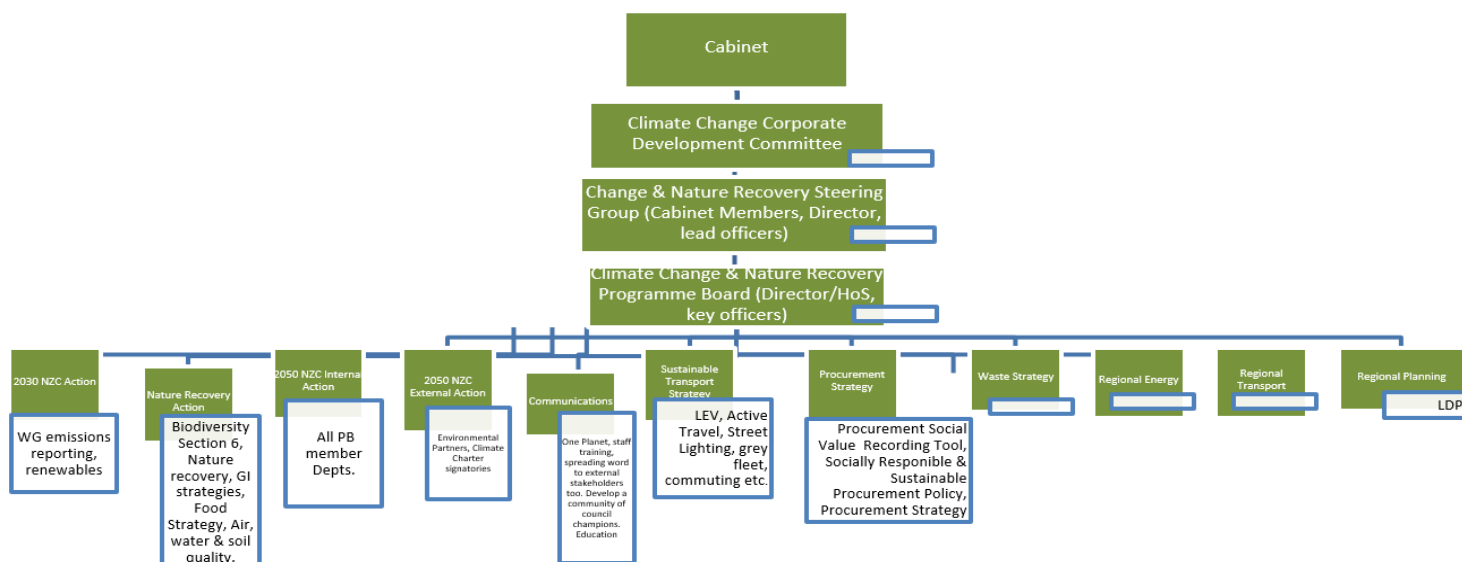 Cabinet
Climate Change Corporate
Development Committee
Change & Nature Recovery Steering
Group (Cabinet Members, Director,
lead officers)
Climate Change & Nature Recovery
Programme Board (Director/HoS,
key officers)
2030 NZC Action
WG emissions
reporting,
renewables
Nature Recovery
Action
Biodiversity
Section 6,
Nature
recovery, GI
strategies,
Food
Strategy, Air,
water & soil
quality.
2050 NZC Internal
Action
All PB
member
Depts.
2050 NZC
External Action
Environmental
Partners, Climate
Charter
signatories
Communications
One Planet, staff
training,
spreading word
to external
stakeholders
too. Develop a
community of
council
champions.
Education
Sustainable
Transport
Strategy
LEV, Active
Travel, Street
Lighting, grey
fleet,
commuting etc.
Procurement
Strategy
Procurement Social
Value Recording Tool,
Socially Responible &
Sustainable
Procurement Policy,
Procurement Strategy
Waste Strategy
Regional Energy
Regional
Transport
Regional Planning
LDP